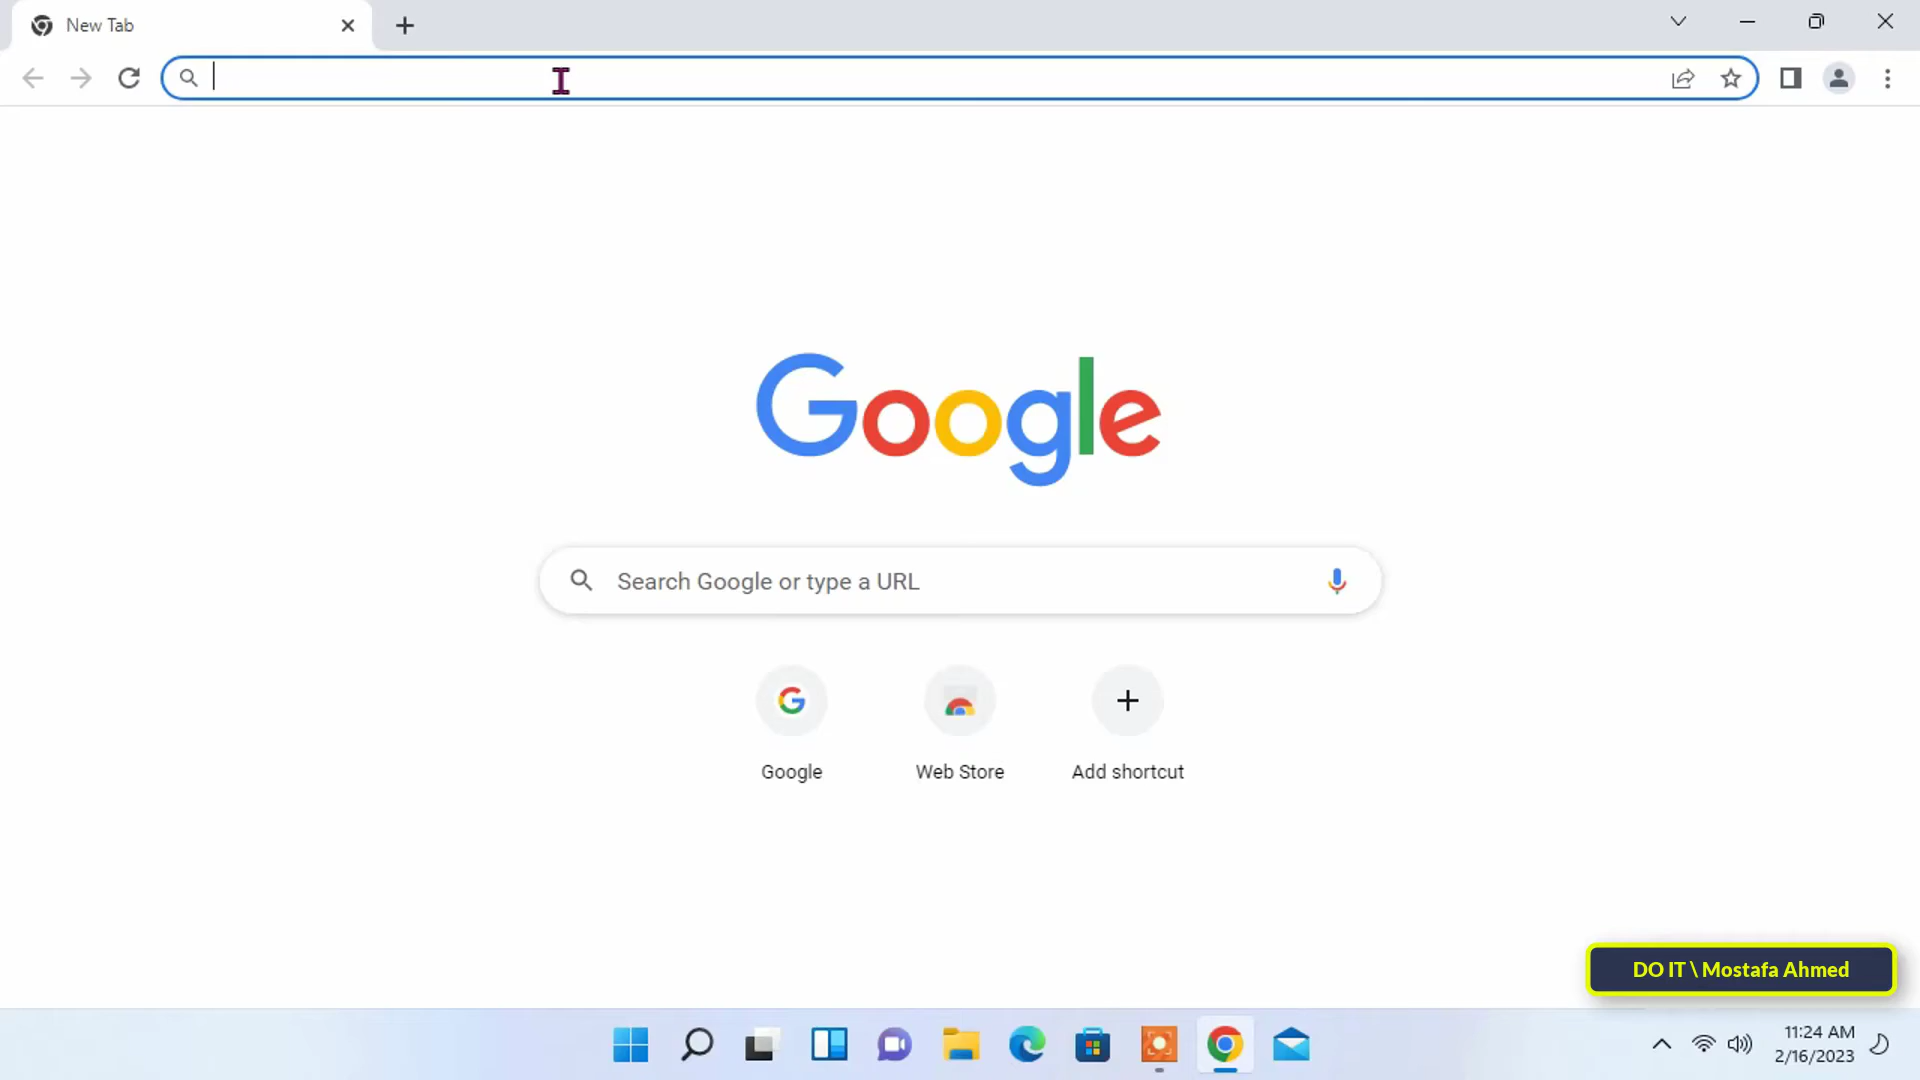 New Tab
Google
Search Google or type a URL
Google
Web Store
Add shortcut
DO IT \ Mostafa Ahmed
11:24 AM
2/16/2023